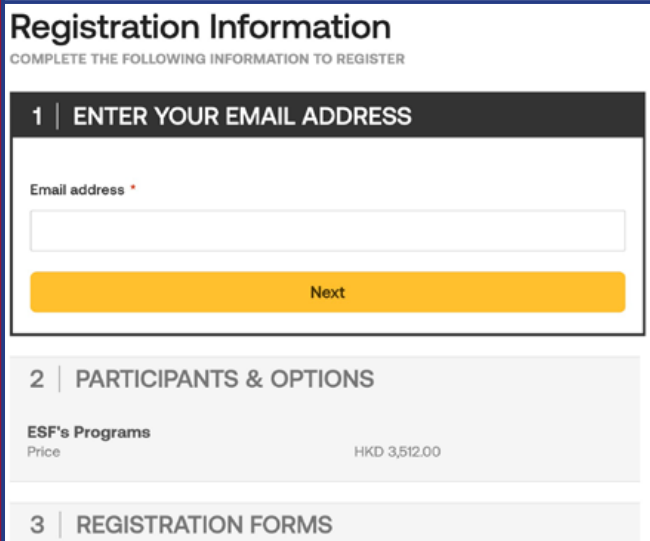 Registration Information
COMPLETE THE FOLLOWING INFORMATION TO REGISTER
1 | ENTER YOUR EMAIL ADDRESS
Email address *
Next
2 | PARTICIPANTS & OPTIONS
ESF's Programs
Price HKD 3,512.00
3 | REGISTRATION FORMS